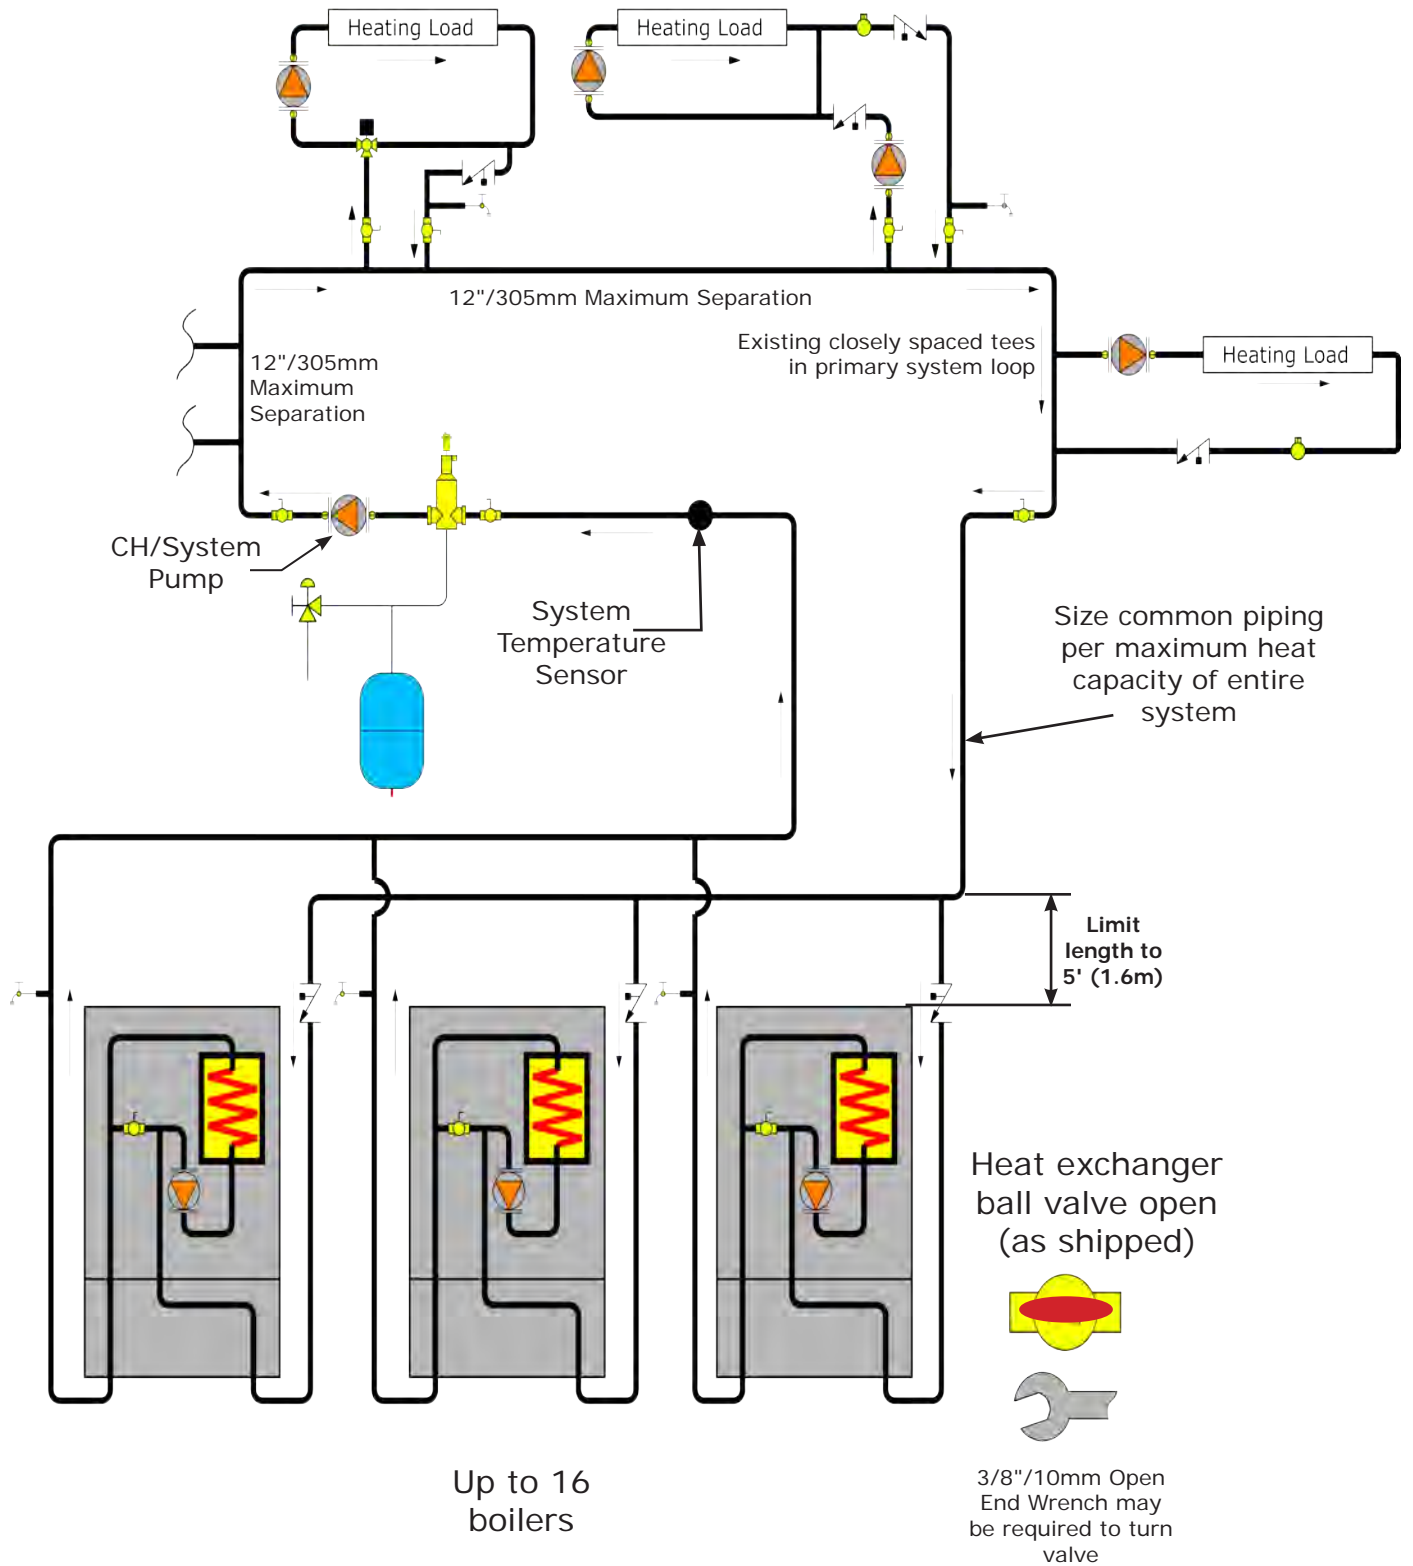 Heating Load
Heating Load
12"/305mm Maximum Separation
Existing closely spaced tees
in primary system loop
12"/305mm
Maximum
Separation
Heating Load
CH/System
Pump
System
Temperature
Sensor
Size common piping
per maximum heat
capacity of entire
system
Limit
length to
5' (1.6m)
Heat exchanger
ball valve open
(as shipped)
Up to 16
boilers
3/8"/10mm Open
End Wrench may
be required to turn
valve